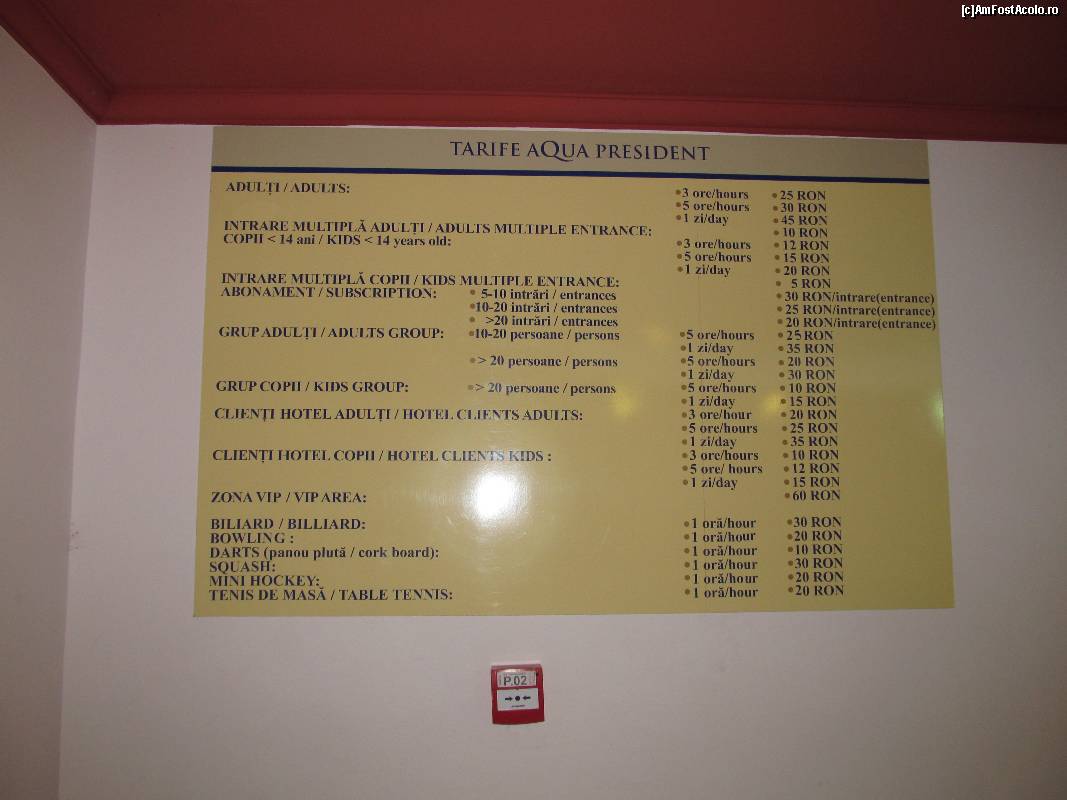 [c]AmFostAcolo.ro
TARIFE AQUA PRESIDENT
ADULȚI / ADULTS: •3 ore/hours •25 RON
•5 ore/hours •30 RON
•1 zi/day •45 RON
INTRARE MULTIPLĂ ADULȚI / ADULTS MULTIPLE ENTRANCE: •10 RON
COPII < 14 ani / KIDS < 14 years old: •3 ore/hours •12 RON
•5 ore/hours •15 RON
•1 zi/day •20 RON
INTRARE MULTIPLĂ COPII / KIDS MULTIPLE ENTRANCE: •5 RON
ABONAMENT / SUBSCRIPTION: •5-10 intrări / entrances •30 RON/intrare(entrance)
•10-20 intrări / entrances •25 RON/intrare(entrance)
•>20 intrări / entrances •20 RON/intrare(entrance)
GRUP ADULȚI / ADULTS GROUP: •10-20 persoane / persons •5 ore/hours •25 RON
•1 zi/day •35 RON
•> 20 persoane / persons •5 ore/hours •20 RON
•1 zi/day •30 RON
GRUP COPII / KIDS GROUP: •> 20 persoane / persons •5 ore/hours •10 RON
•1 zi/day •15 RON
CLIENȚI HOTEL ADULȚI / HOTEL CLIENTS ADULTS: •3 ore/hour •20 RON
•5 ore/hours •25 RON
•1 zi/day •35 RON
CLIENȚI HOTEL COPII / HOTEL CLIENTS KIDS : •3 ore/hours •10 RON
•5 ore/ hours •12 RON
•1 zi/day •15 RON
ZONA VIP / VIP AREA: •60 RON
BILIARD / BILLIARD: •1 oră/hour •30 RON
BOWLING : •1 oră/hour •20 RON
DARTS (panou plută / cork board): •1 oră/hour •10 RON
SQUASH: •1 oră/hour •30 RON
MINI HOCKEY: •1 oră/hour •20 RON
TENIS DE MASĂ / TABLE TENNIS: •1 oră/hour •20 RON
P.02